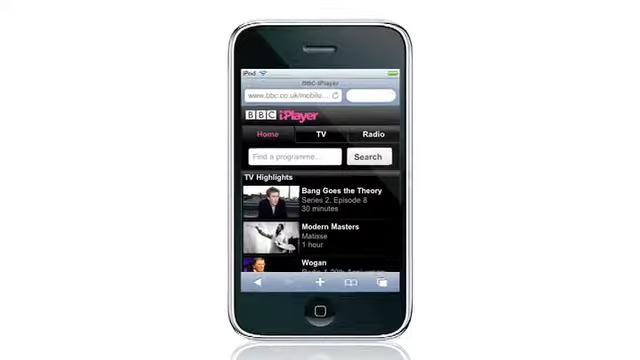 iPod
BBC iPlayer
www.bbc.co.uk/mobile...
BBC iPlayer
Home TV Radio
Find a programme... Search
TV Highlights
Bang Goes the Theory
Series 2, Episode 8
30 minutes
Modern Masters
Matisse
1 hour
Wogan